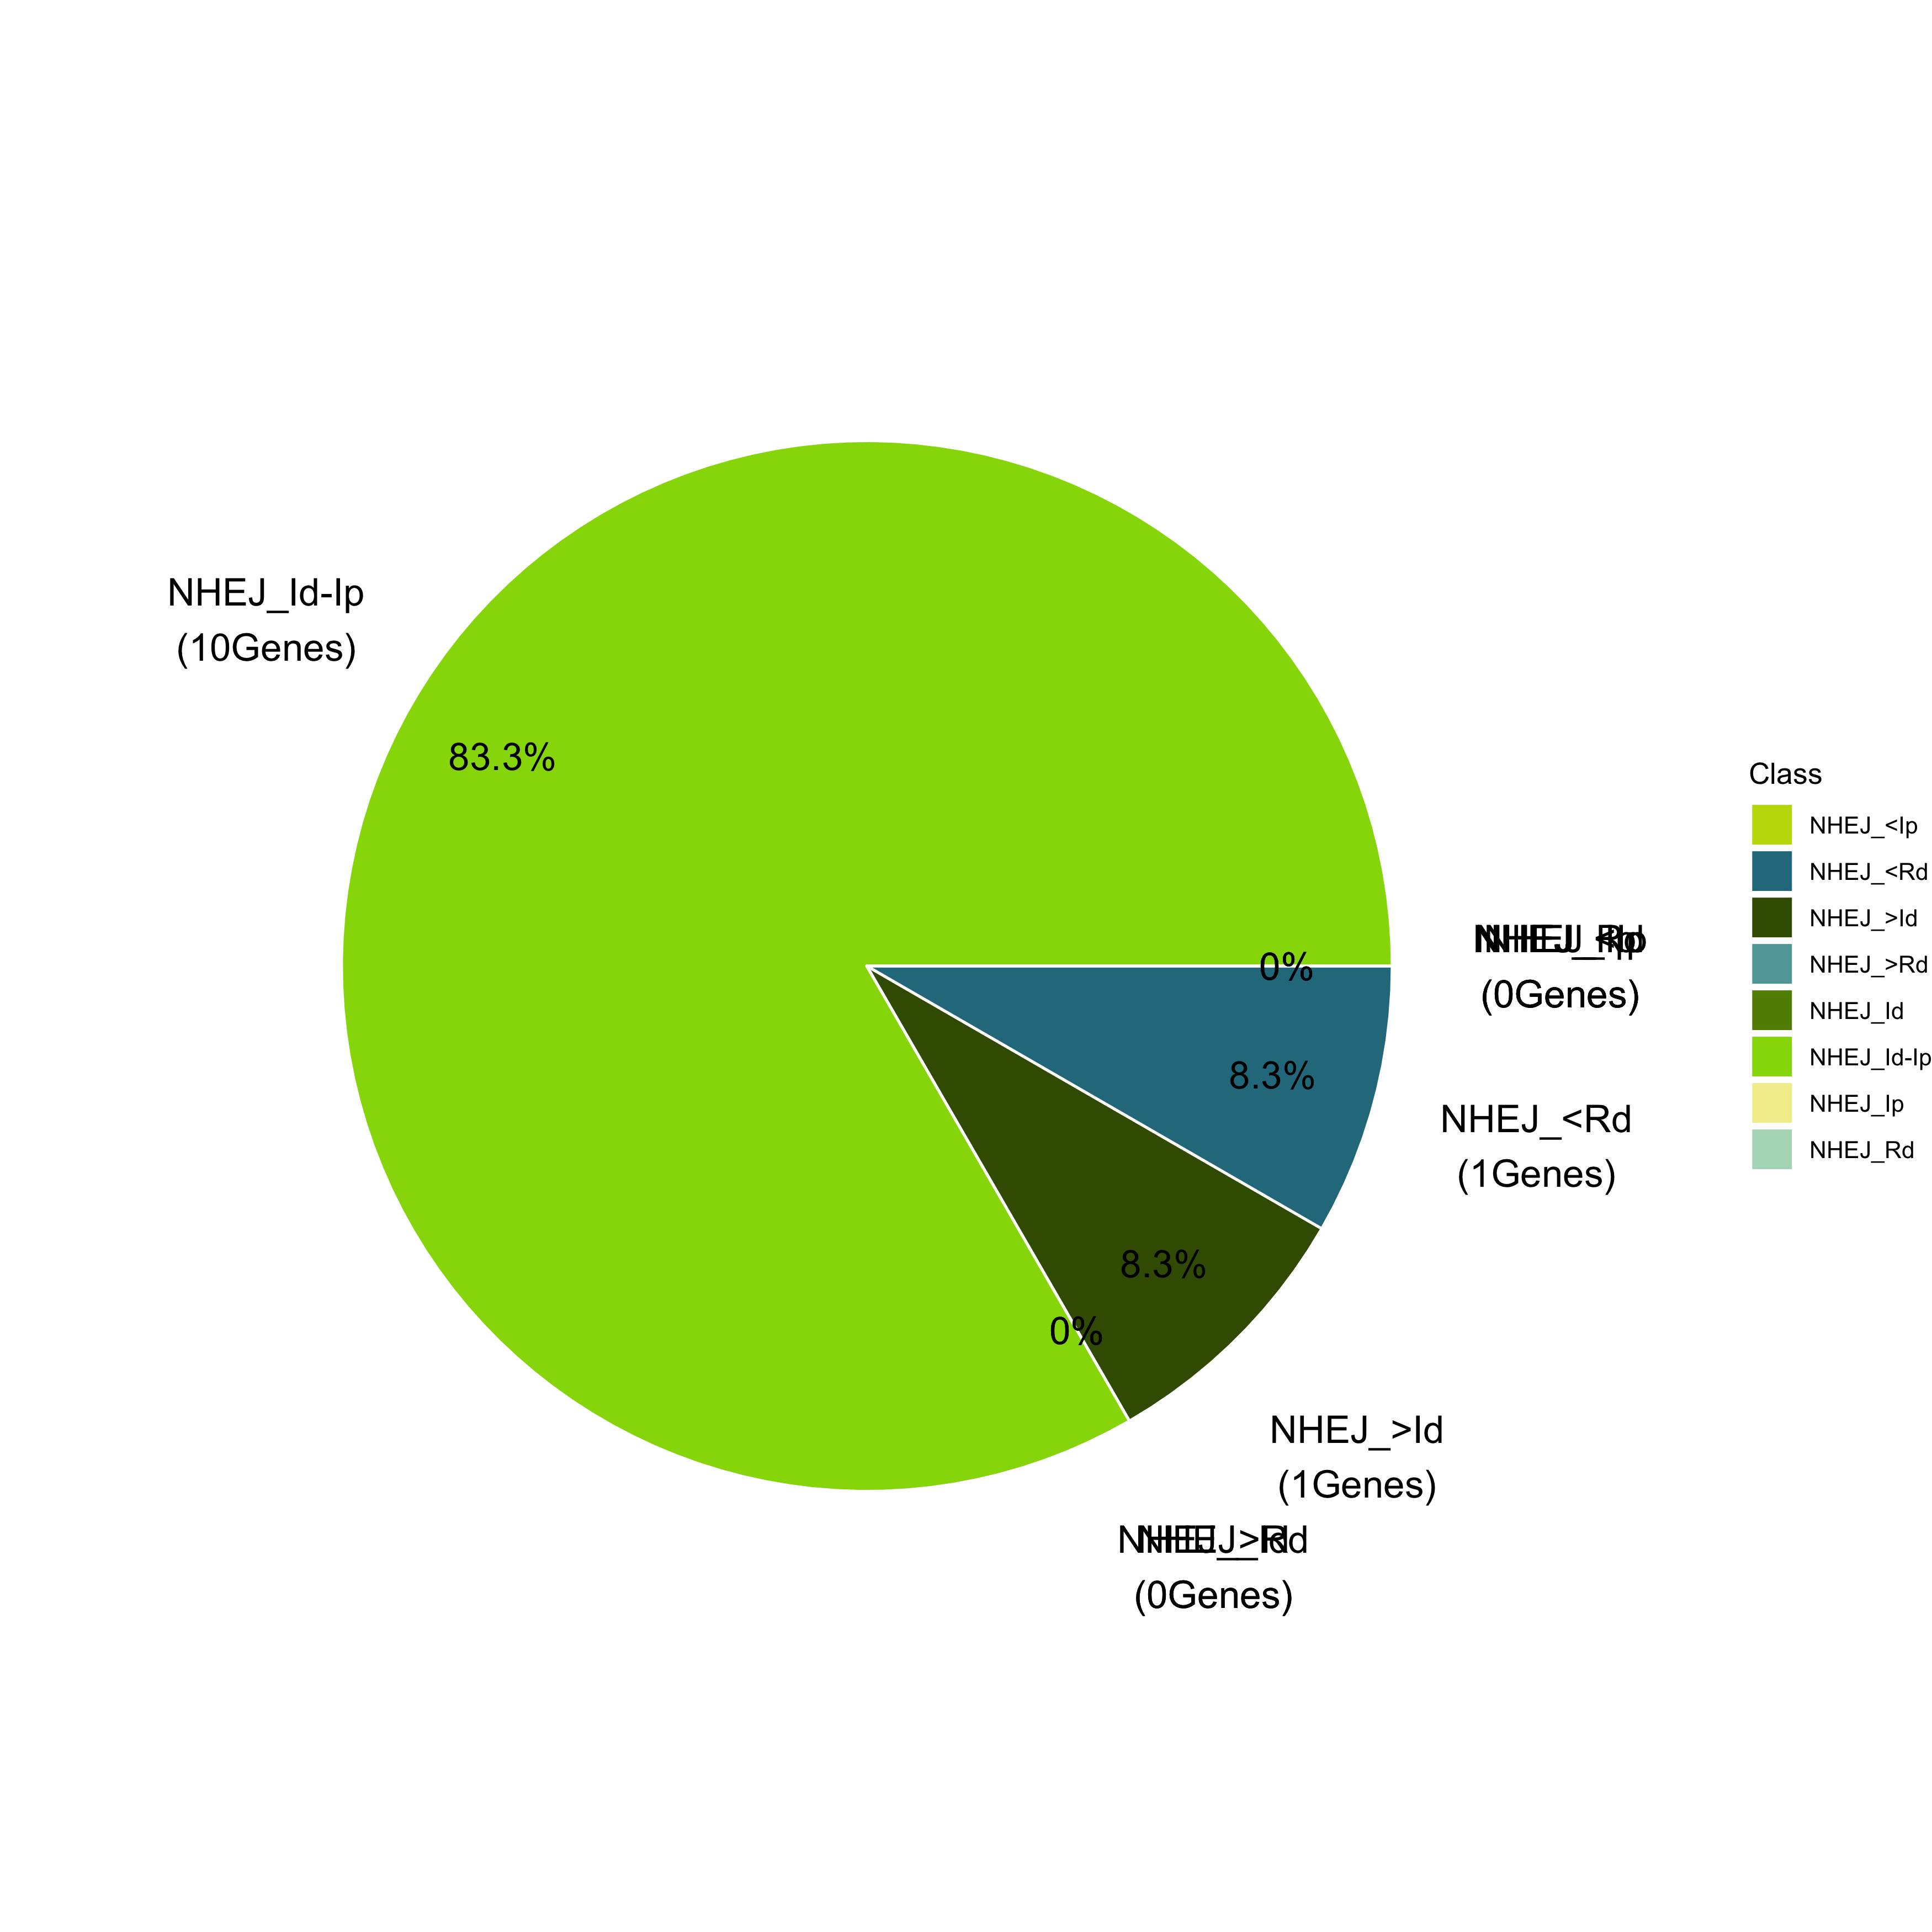 NHEJ_Id-Ip
(10Genes)
83.3%
0%
(0Genes)
8.3%
NHEJ_<Rd
(1Genes)
8.3%
0%
NHEJ_>Id
(1Genes)
(0Genes)
Class
NHEJ_<Ip
NHEJ_<Rd
NHEJ_>Id
NHEJ_>Rd
NHEJ_Id
NHEJ_Id-Ip
NHEJ_Ip
NHEJ_Rd